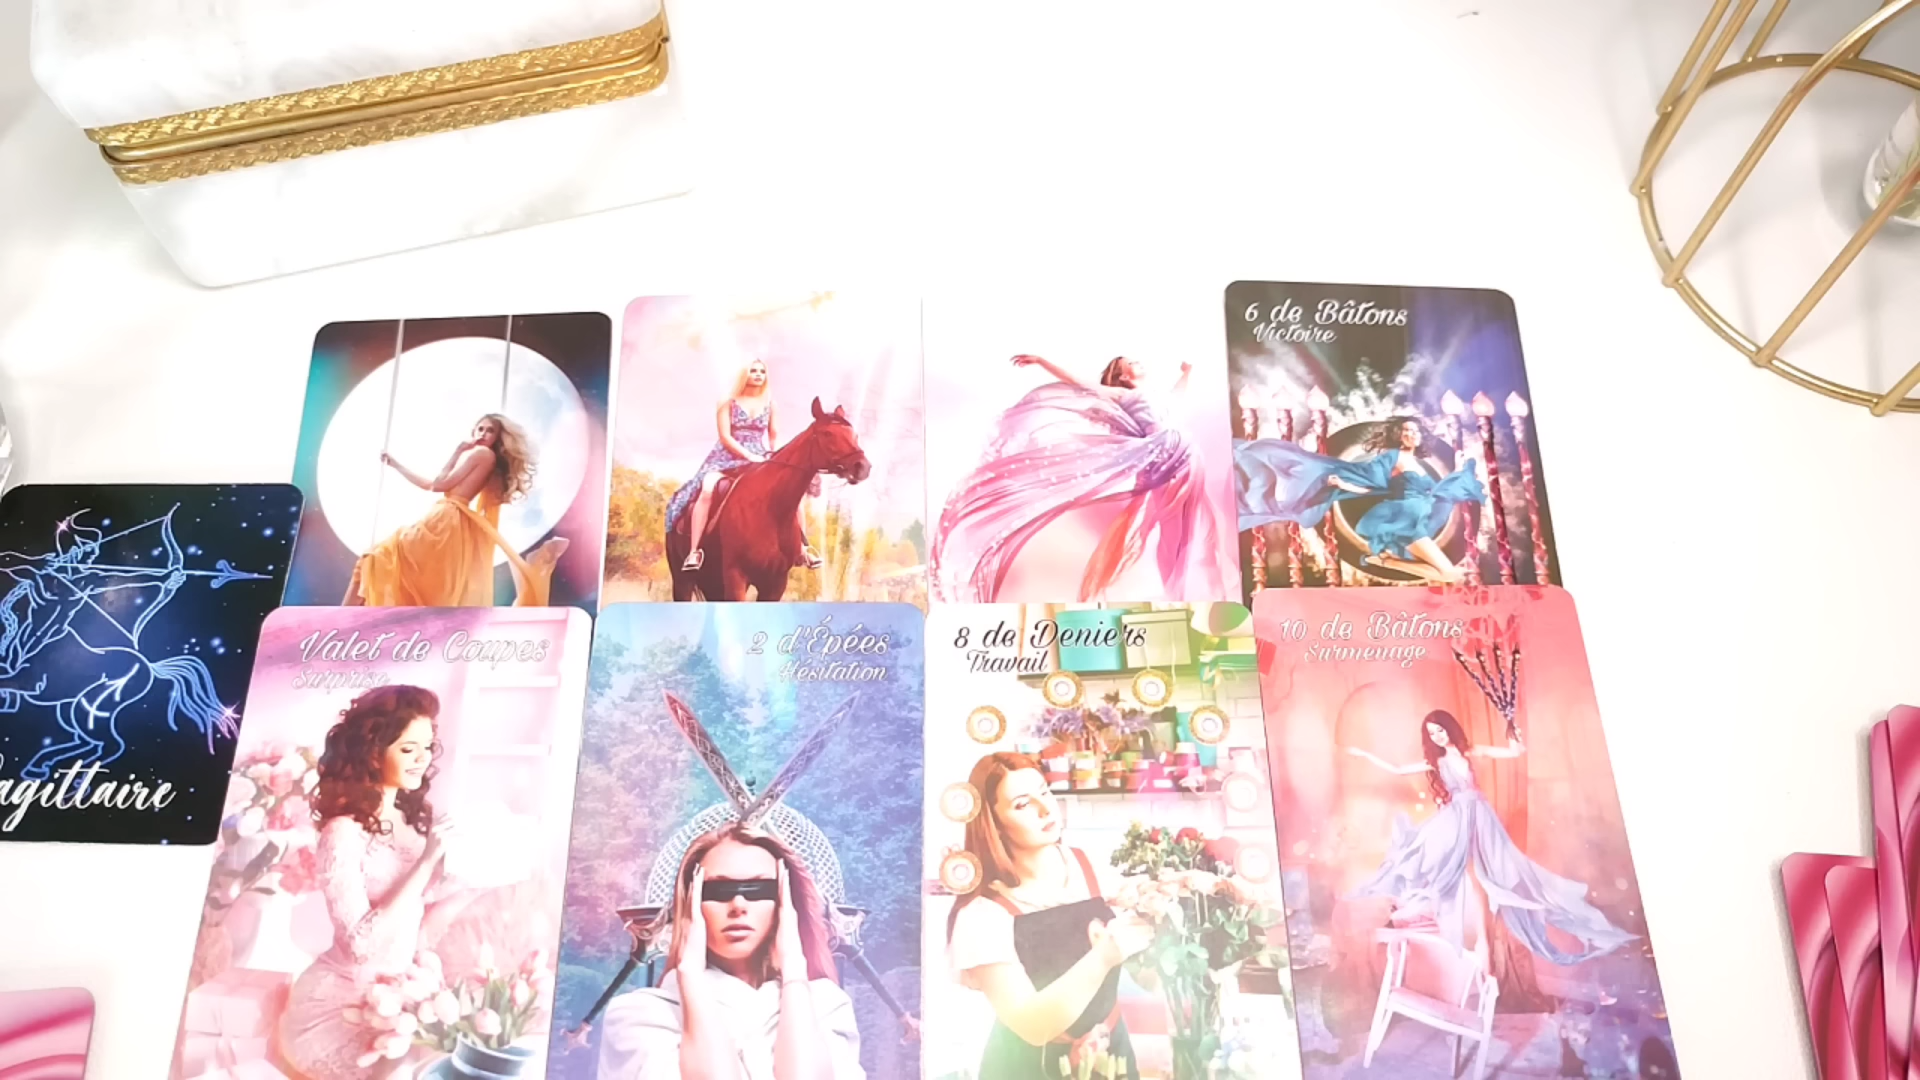 6 de Bâtons
Victoire
agittaire
Valet de Coupes
Surprise
2 d'Épées
Hésitation
8 de Deniers
Travail
10 de Bâtons
Surmenage